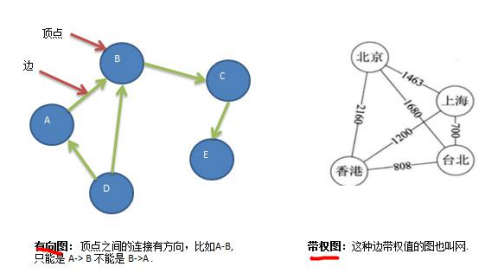 顶点
边
B
C
A
E
D
北京
1463
上海
1680
2160
700
1200
台北
808
香港
有向图：顶点之间的连接有方向，比如A-B,
只能是 A-> B 不能是 B->A .
带权图：这种边带权值的图也叫网.